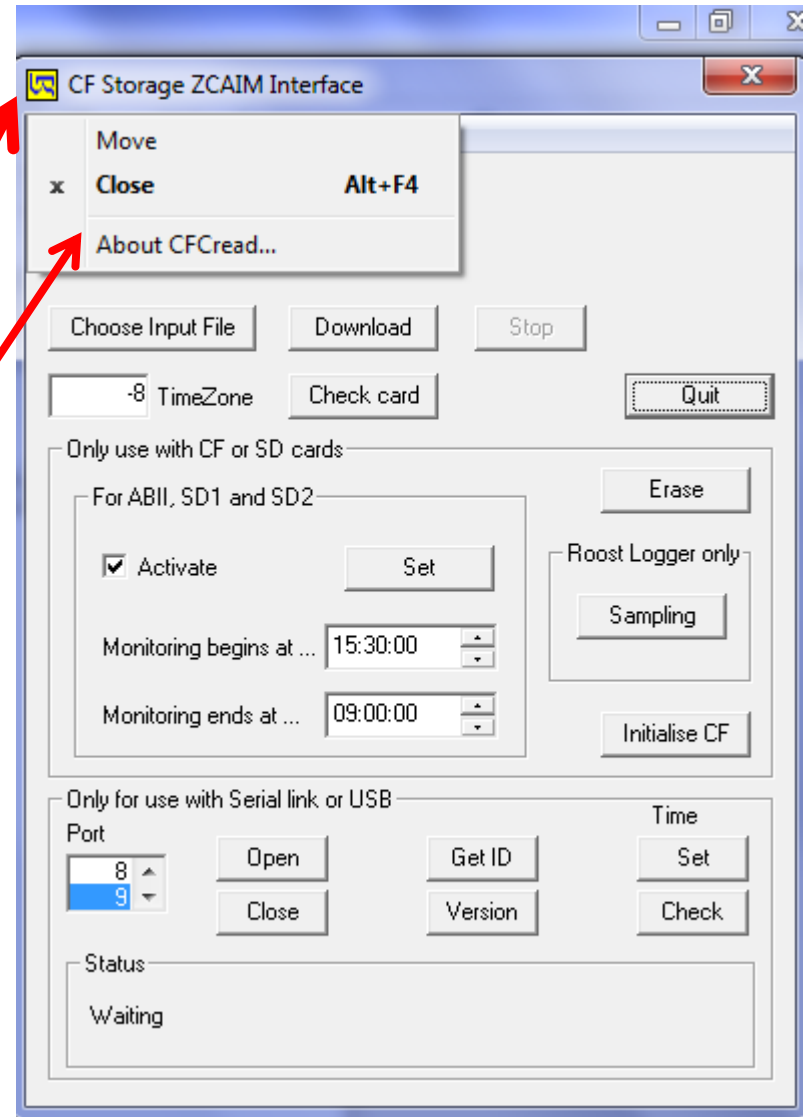 CF Storage ZCAIM Interface
Move
x Close Alt+F4
About CFCread...
Choose Input File Download Stop
-8 TimeZone Check card Quit
Only use with CF or SD cards
For ABII, SD1 and SD2 Erase
Activate Set Roost Logger only
Sampling
Monitoring begins at ... 15:30:00
Monitoring ends at ... 09:00:00 Initialise CF
Only for use with Serial link or USB
Port Time
8 Open Get ID Set
9 Close Version Check
Status
Waiting